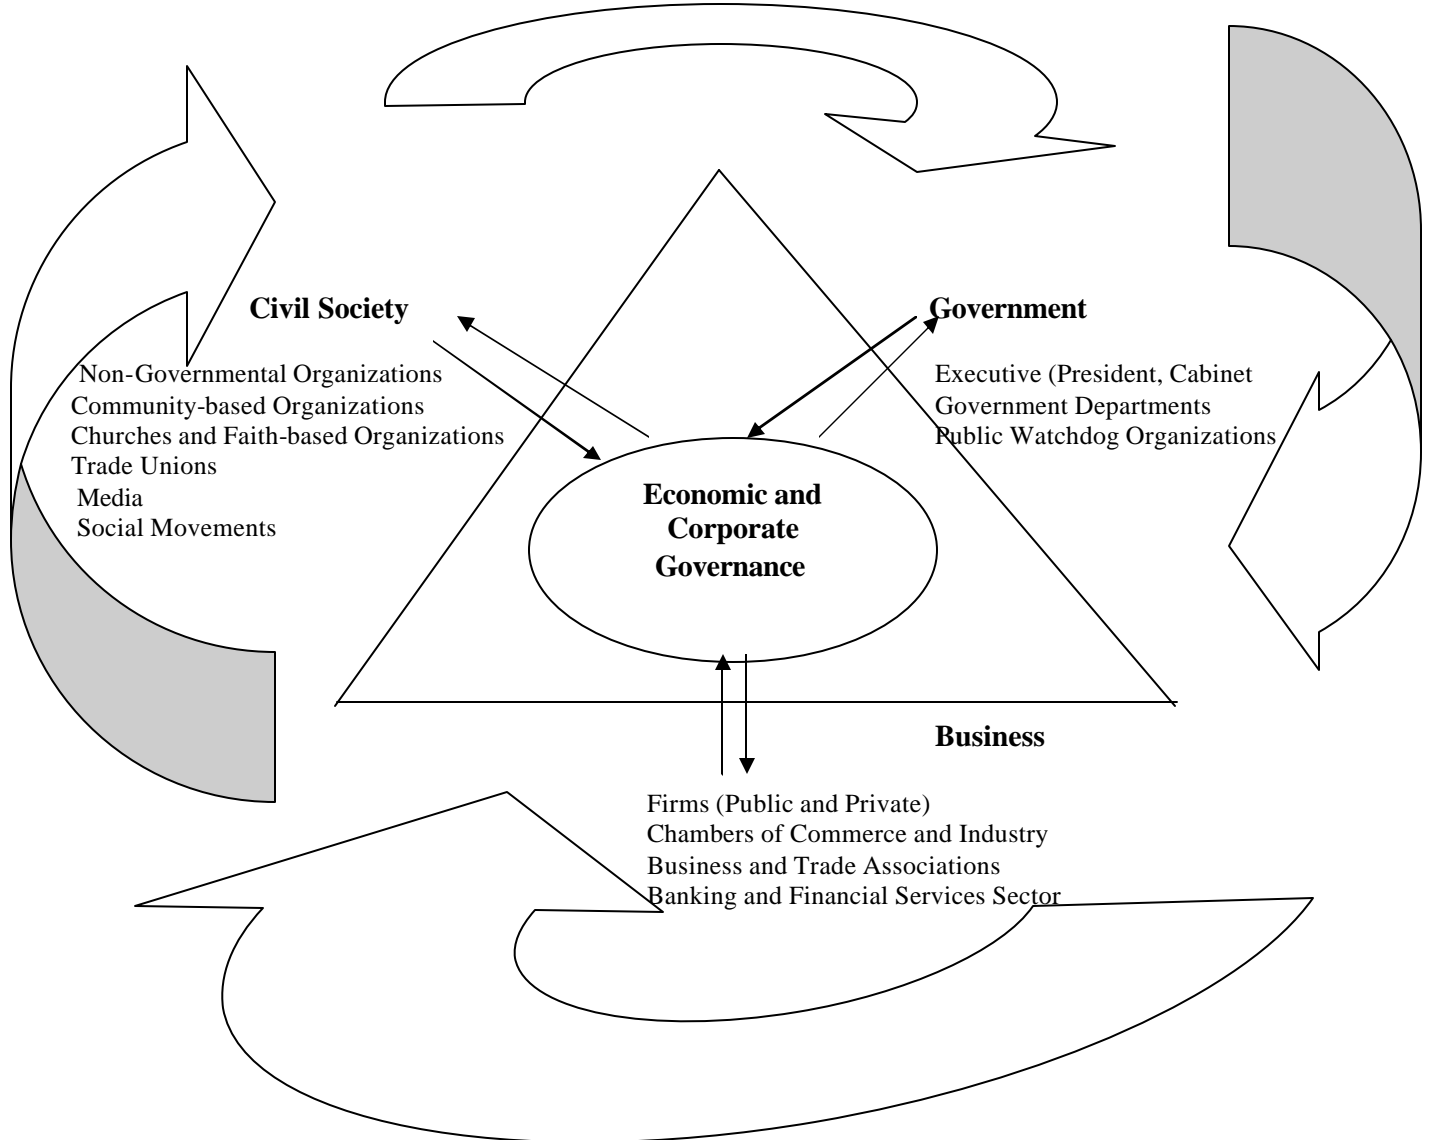 Civil Society
Non-Governmental Organizations
Community-based Organizations
Churches and Faith-based Organizations
Trade Unions
Media
Social Movements
Government
Executive (President, Cabinet
Government Departments
Public Watchdog Organizations
Economic and
Corporate
Governance
Business
Firms (Public and Private)
Chambers of Commerce and Industry
Business and Trade Associations
Banking and Financial Services Sector